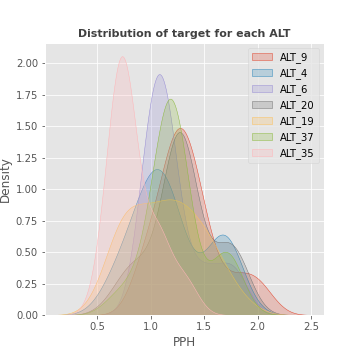 Distribution of target for each ALT
ALT_9
ALT_4
ALT_6
ALT_20
ALT_19
ALT_37
ALT_35
Density
2.00
1.75
1.50
1.25
1.00
0.75
0.50
0.25
0.00
0.5 1.0 1.5 2.0 2.5
PPH